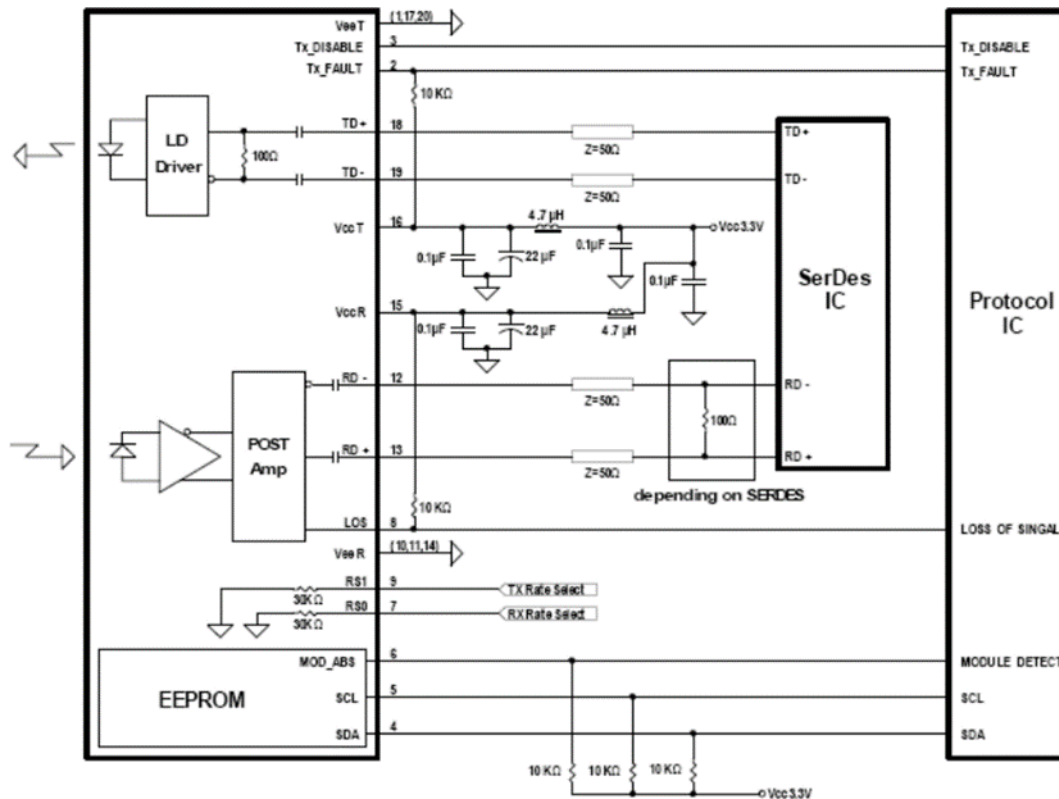 VeeT (1,17,20)
Tx_DISABLE 3 Tx_DISABLE
Tx_FAULT 2 Tx_FAULT
10 KΩ
LD
Driver
100Ω
TD+ 18 Z=50Ω TD+
TD- 19 Z=50Ω TD-
VccT 16 4.7 µH Vcc3.3V
0.1µF 22 µF 0.1µF 0.1µF
SerDes
IC
Protocol
IC
VccR 15 4.7 µH
0.1µF 22 µF
RD - 12 Z=50Ω RD -
100Ω
POST
Amp
RD + 13 Z=50Ω RD +
depending on SERDES
10 KΩ
LOS 8 LOSS OF SINGAL
VeeR (10,11,14)
30KΩ RS1 9 TX Rate Select
30KΩ RS0 7 RX Rate Select
EEPROM
MOD_ABS 6 MODULE DETECT
SCL 5 SCL
SDA 4 SDA
10 KΩ 10 KΩ 10 KΩ
Vcc3.3V